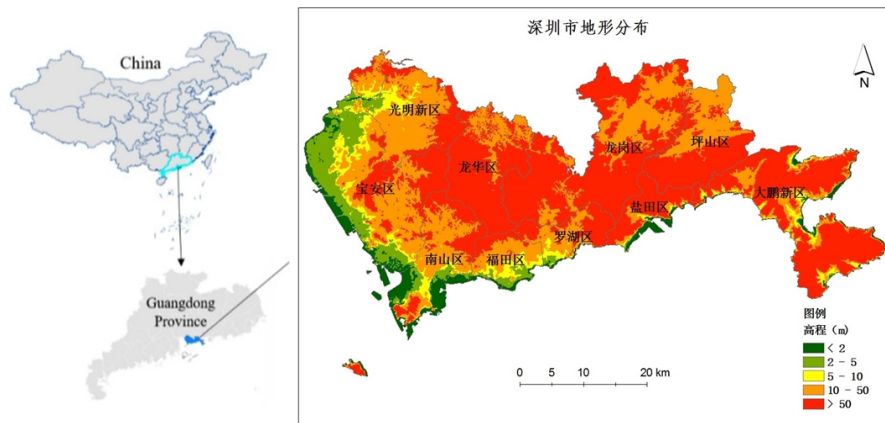 China
Guangdong
Province
深圳市地形分布
N
光明新区
龙岗区
坪山区
龙华区
宝安区
大鹏新区
盐田区
罗湖区
南山区
福田区
图例
高程（m）
< 2
2 - 5
5 - 10
10 - 50
> 50
0 5 10 20 km